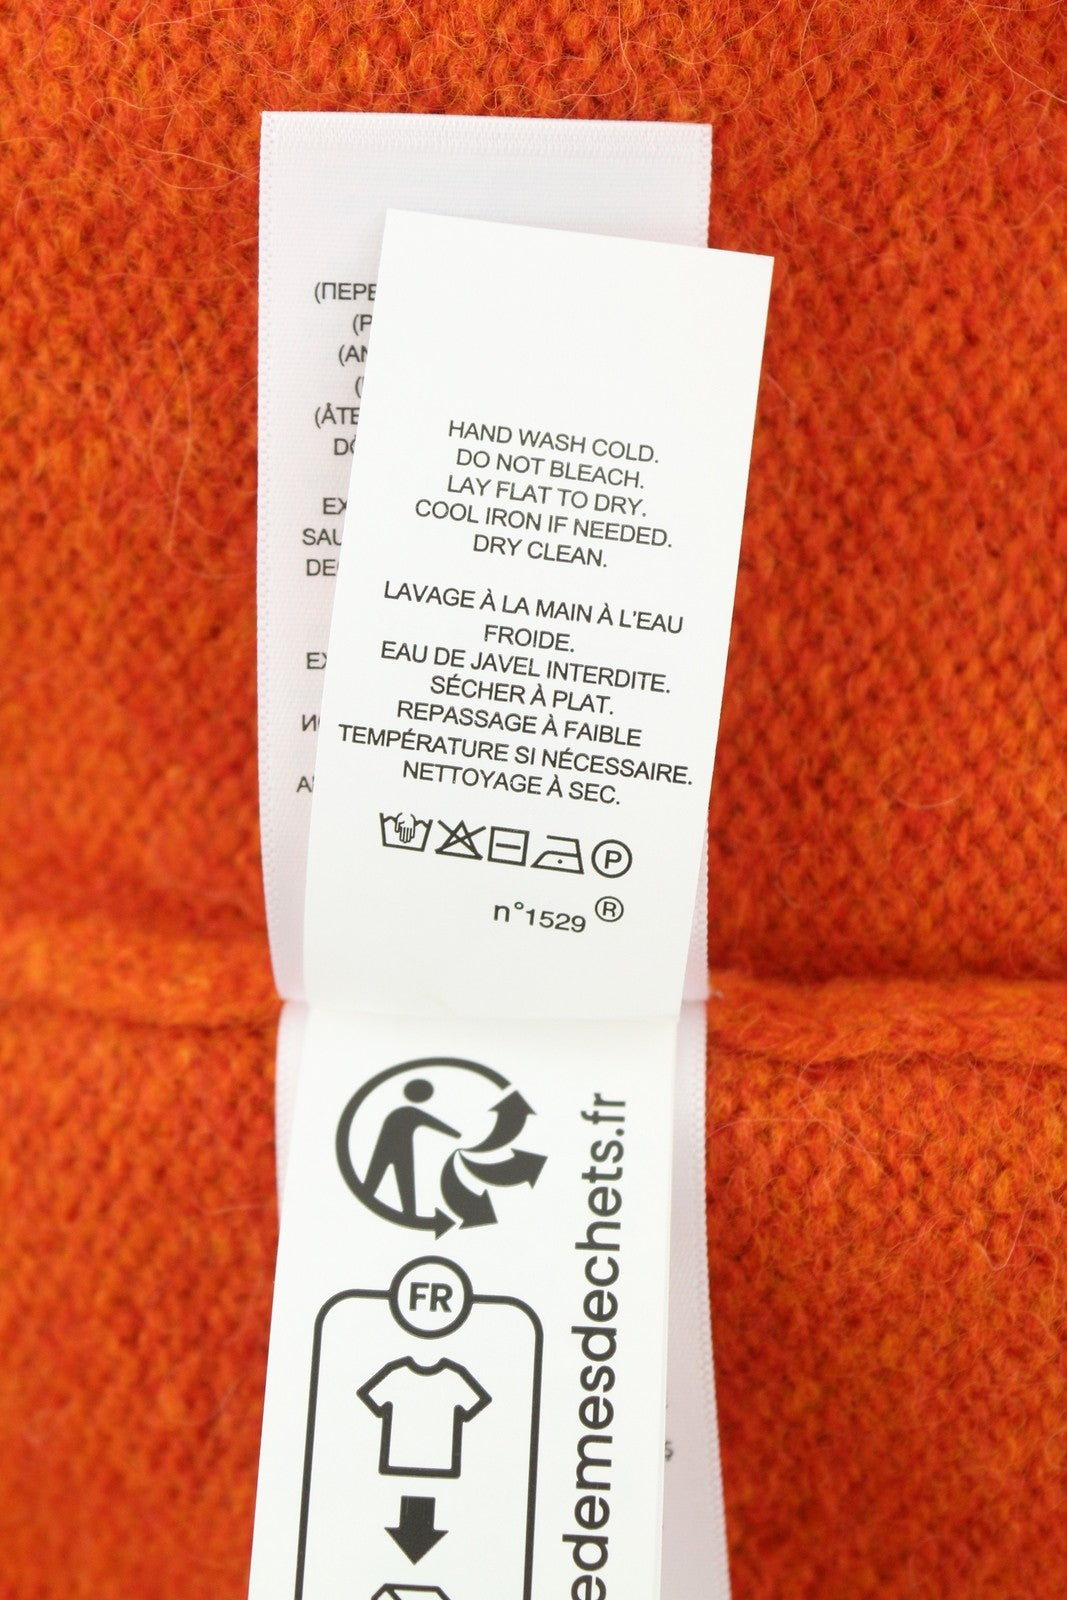 HAND WASH COLD.
DO NOT BLEACH.
LAY FLAT TO DRY.
COOL IRON IF NEEDED.
DRY CLEAN.
LAVAGE À LA MAIN À L'EAU
FROIDE.
EAU DE JAVEL INTERDITE.
SÉCHER À PLAT.
REPASSAGE À FAIBLE
TEMPÉRATURE SI NÉCESSAIRE.
NETTOYAGE À SEC.
P
n°1529 ®
FR
edemesdechets.fr